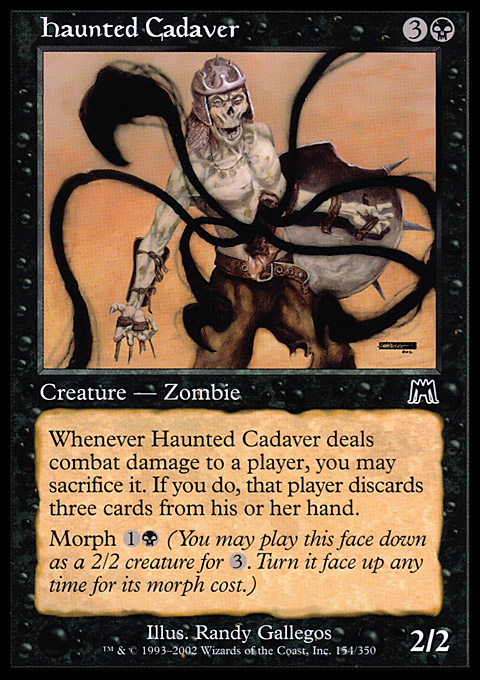 Haunted Cadaver 3
Creature — Zombie
Whenever Haunted Cadaver deals
combat damage to a player, you may
sacrifice it. If you do, that player discards
three cards from his or her hand.
Morph 1 (You may play this face down
as a 2/2 creature for 3. Turn it face up any
time for its morph cost.)
Illus. Randy Gallegos
™ & © 1993–2002 Wizards of the Coast, Inc. 154/350
2/2